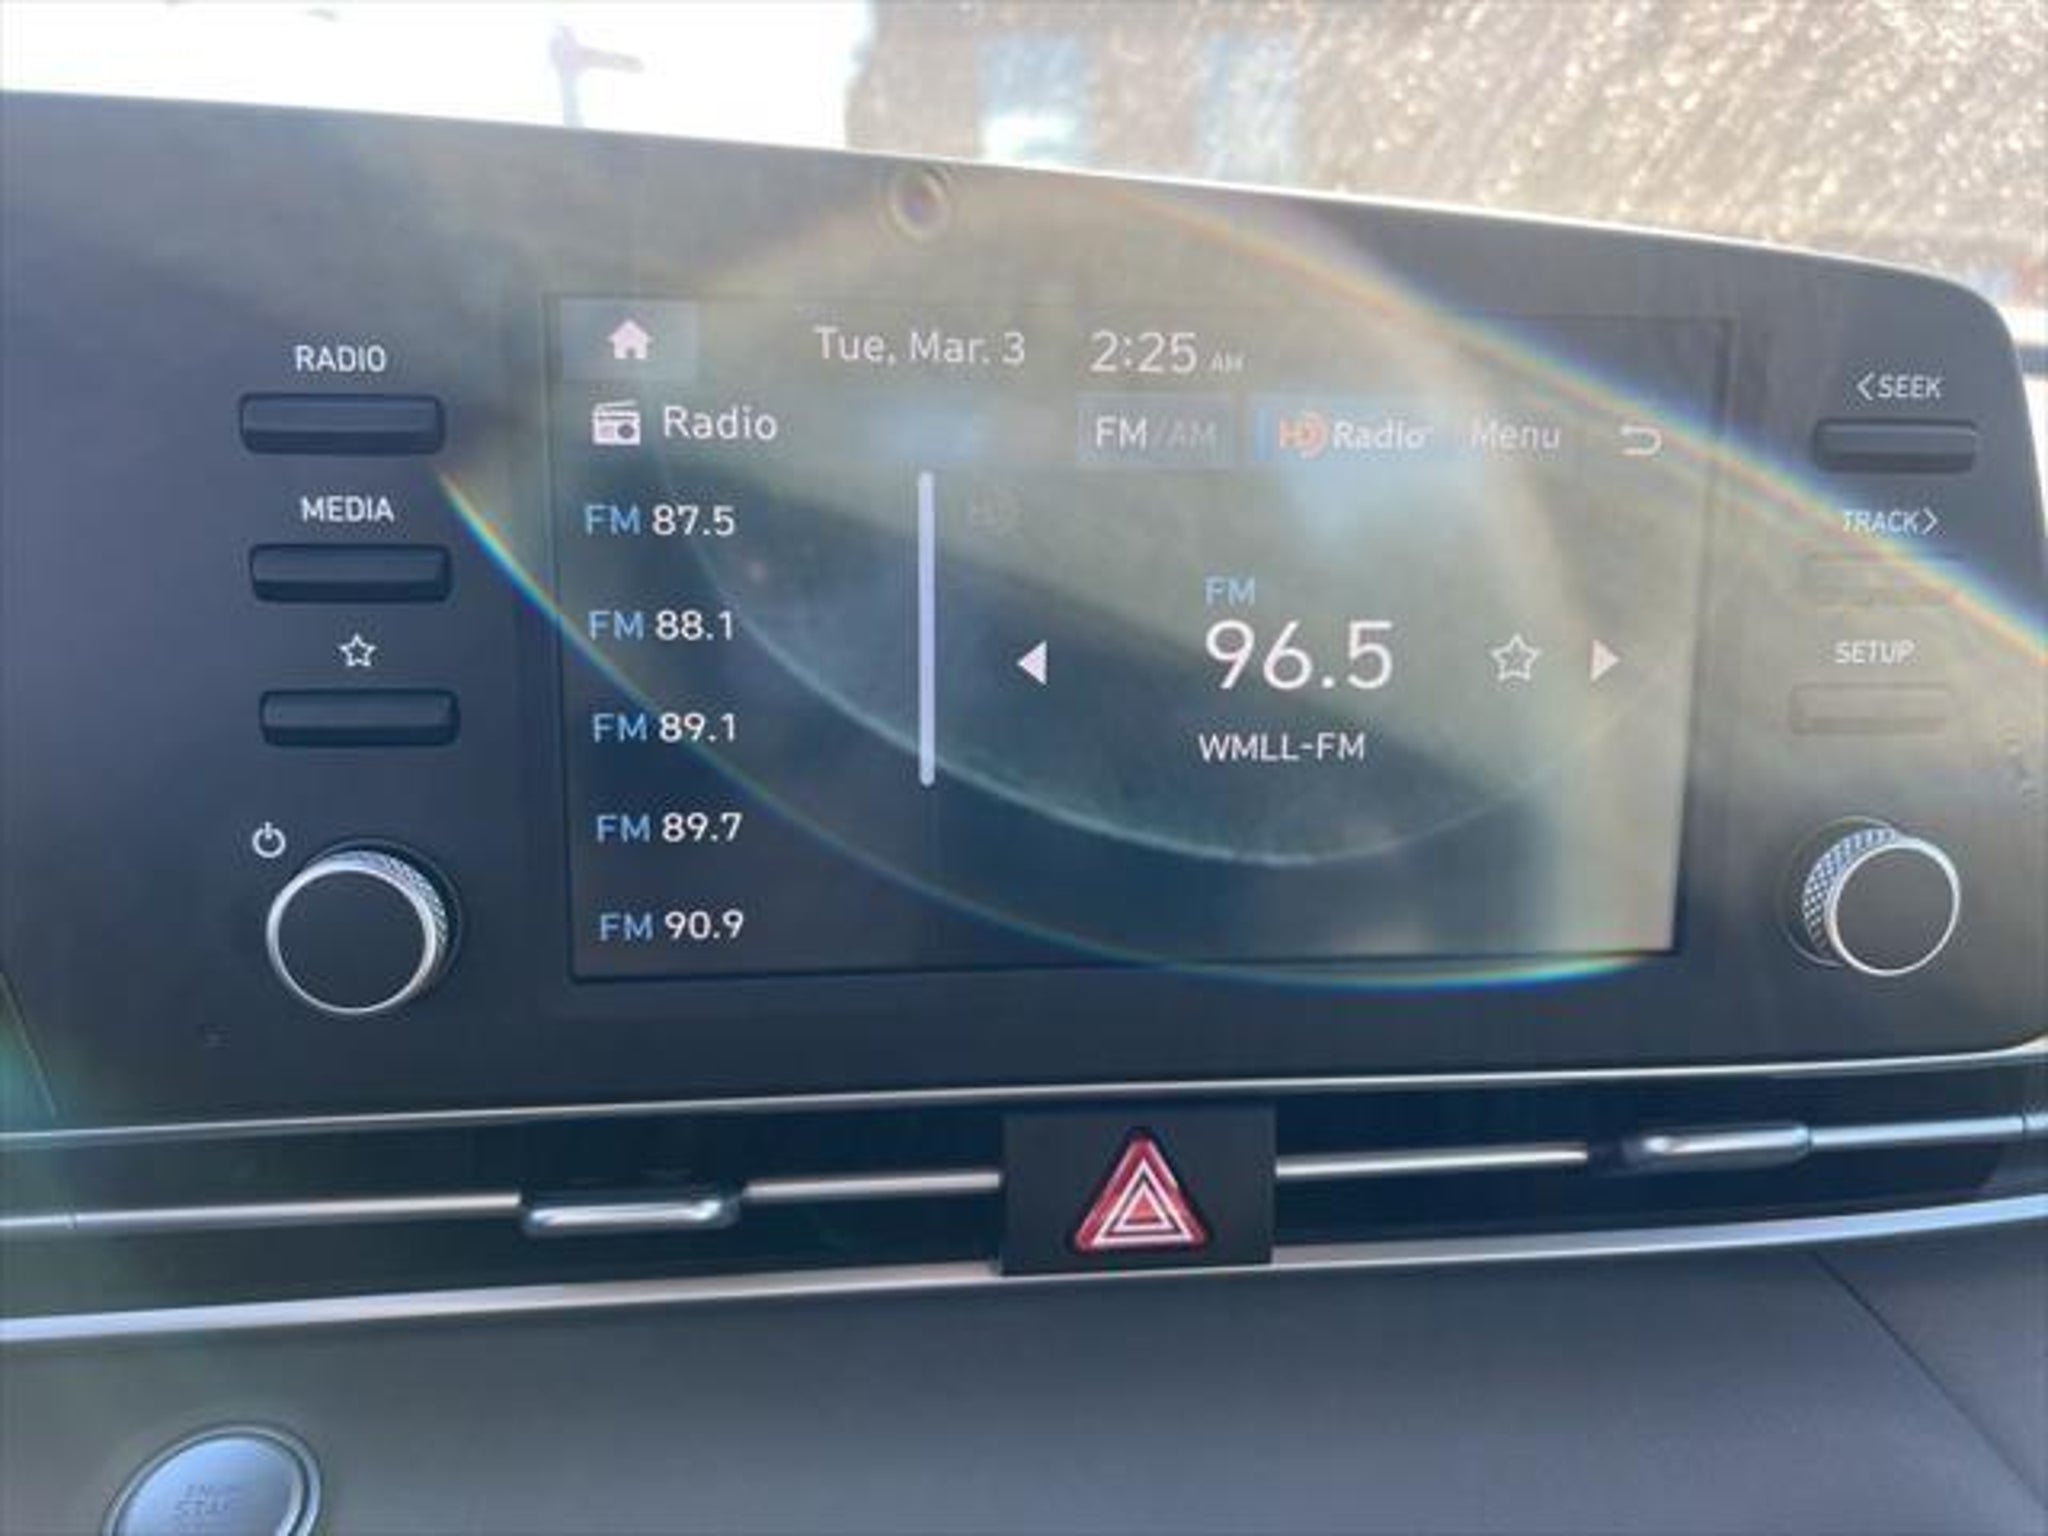 RADIO
MEDIA
Tue, Mar. 3 2:25 AM
Radio FM/AM HD Radio Menu
FM 87.5
FM 88.1
FM 89.1
FM 89.7
FM 90.9
FM
96.5
WMLL-FM
<SEEK
TRACK>
SETUP